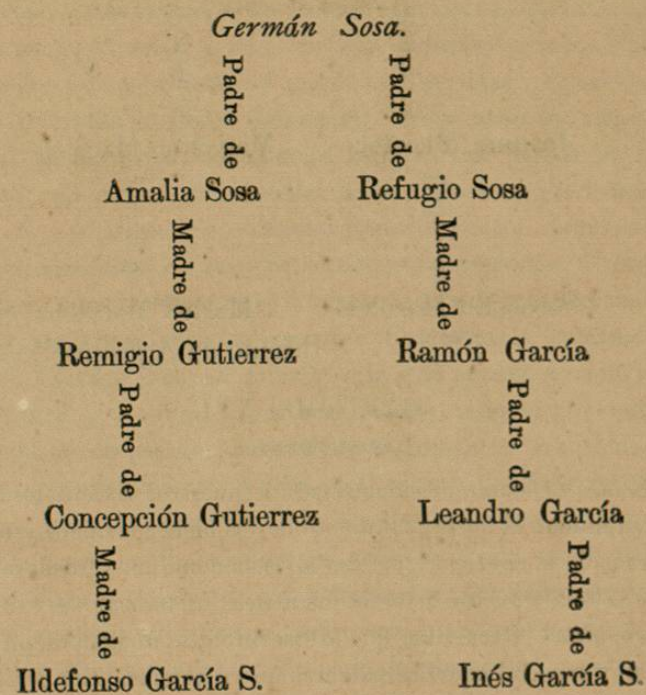 Germán Sosa.
Padre de Padre de
Amalia Sosa Refugio Sosa
Madre de Madre de
Remigio Gutierrez Ramón García
Padre de Padre de
Concepción Gutierrez Leandro García
Madre de Padre de
Ildefonso García S. Inés García S.